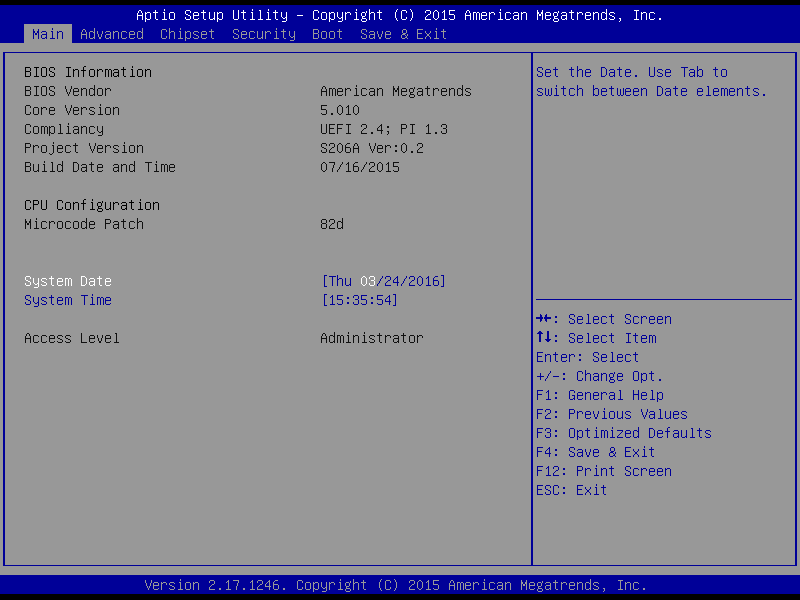 Aptio Setup Utility – Copyright (C) 2015 American Megatrends, Inc.
Main Advanced Chipset Security Boot Save & Exit
BIOS Information
BIOS Vendor American Megatrends
Core Version 5.010
Compliancy UEFI 2.4; PI 1.3
Project Version S206A Ver:0.2
Build Date and Time 07/16/2015
CPU Configuration
Microcode Patch 82d
System Date [Thu 03/24/2016]
System Time [15:35:54]
Access Level Administrator
Set the Date. Use Tab to
switch between Date elements.
→←: Select Screen
↑↓: Select Item
Enter: Select
+/-: Change Opt.
F1: General Help
F2: Previous Values
F3: Optimized Defaults
F4: Save & Exit
F12: Print Screen
ESC: Exit
Version 2.17.1246. Copyright (C) 2015 American Megatrends, Inc.